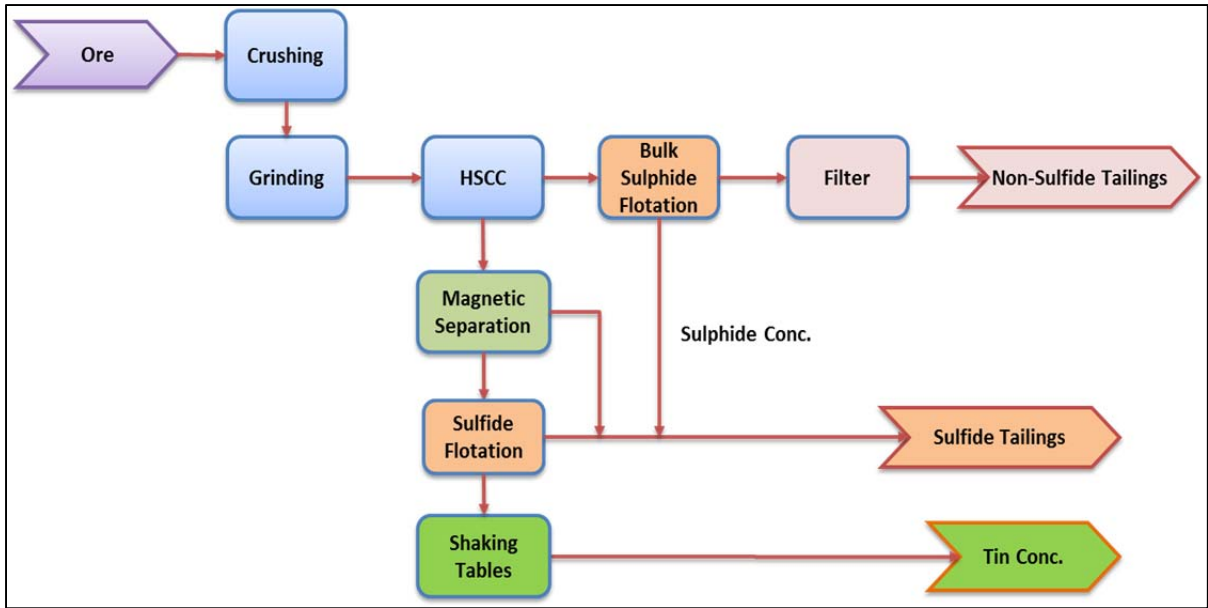 Ore
Crushing
Grinding
HSCC
Bulk
Sulphide
Flotation
Filter
Non-Sulfide Tailings
Magnetic
Separation
Sulphide Conc.
Sulfide
Flotation
Sulfide Tailings
Shaking
Tables
Tin Conc.